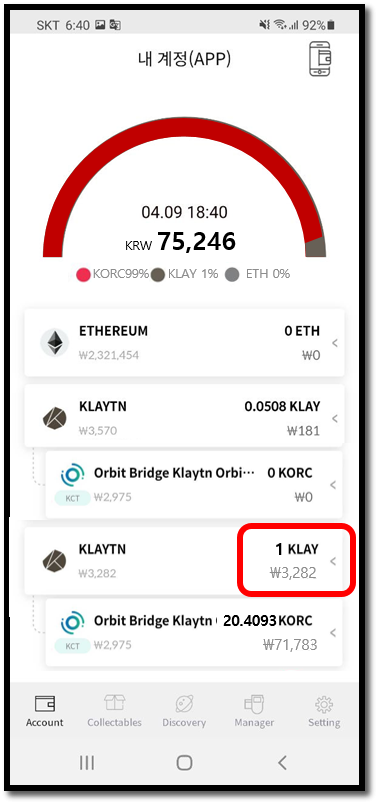 SKT 6:40 92%
내 계정(APP)
04.09 18:40
KRW 75,246
KORC99% KLAY 1% ETH 0%
ETHEREUM 0 ETH
₩2,321,454 ₩0
KLAYTN 0.0508 KLAY
₩3,570 ₩181
Orbit Bridge Klaytn Orbi··· 0 KORC
KCT ₩2,975 ₩0
KLAYTN 1 KLAY
₩3,282 ₩3,282
Orbit Bridge Klaytn 20.4093KORC
KCT ₩2,975 ₩71,783
Account Collectables Discovery Manager Setting